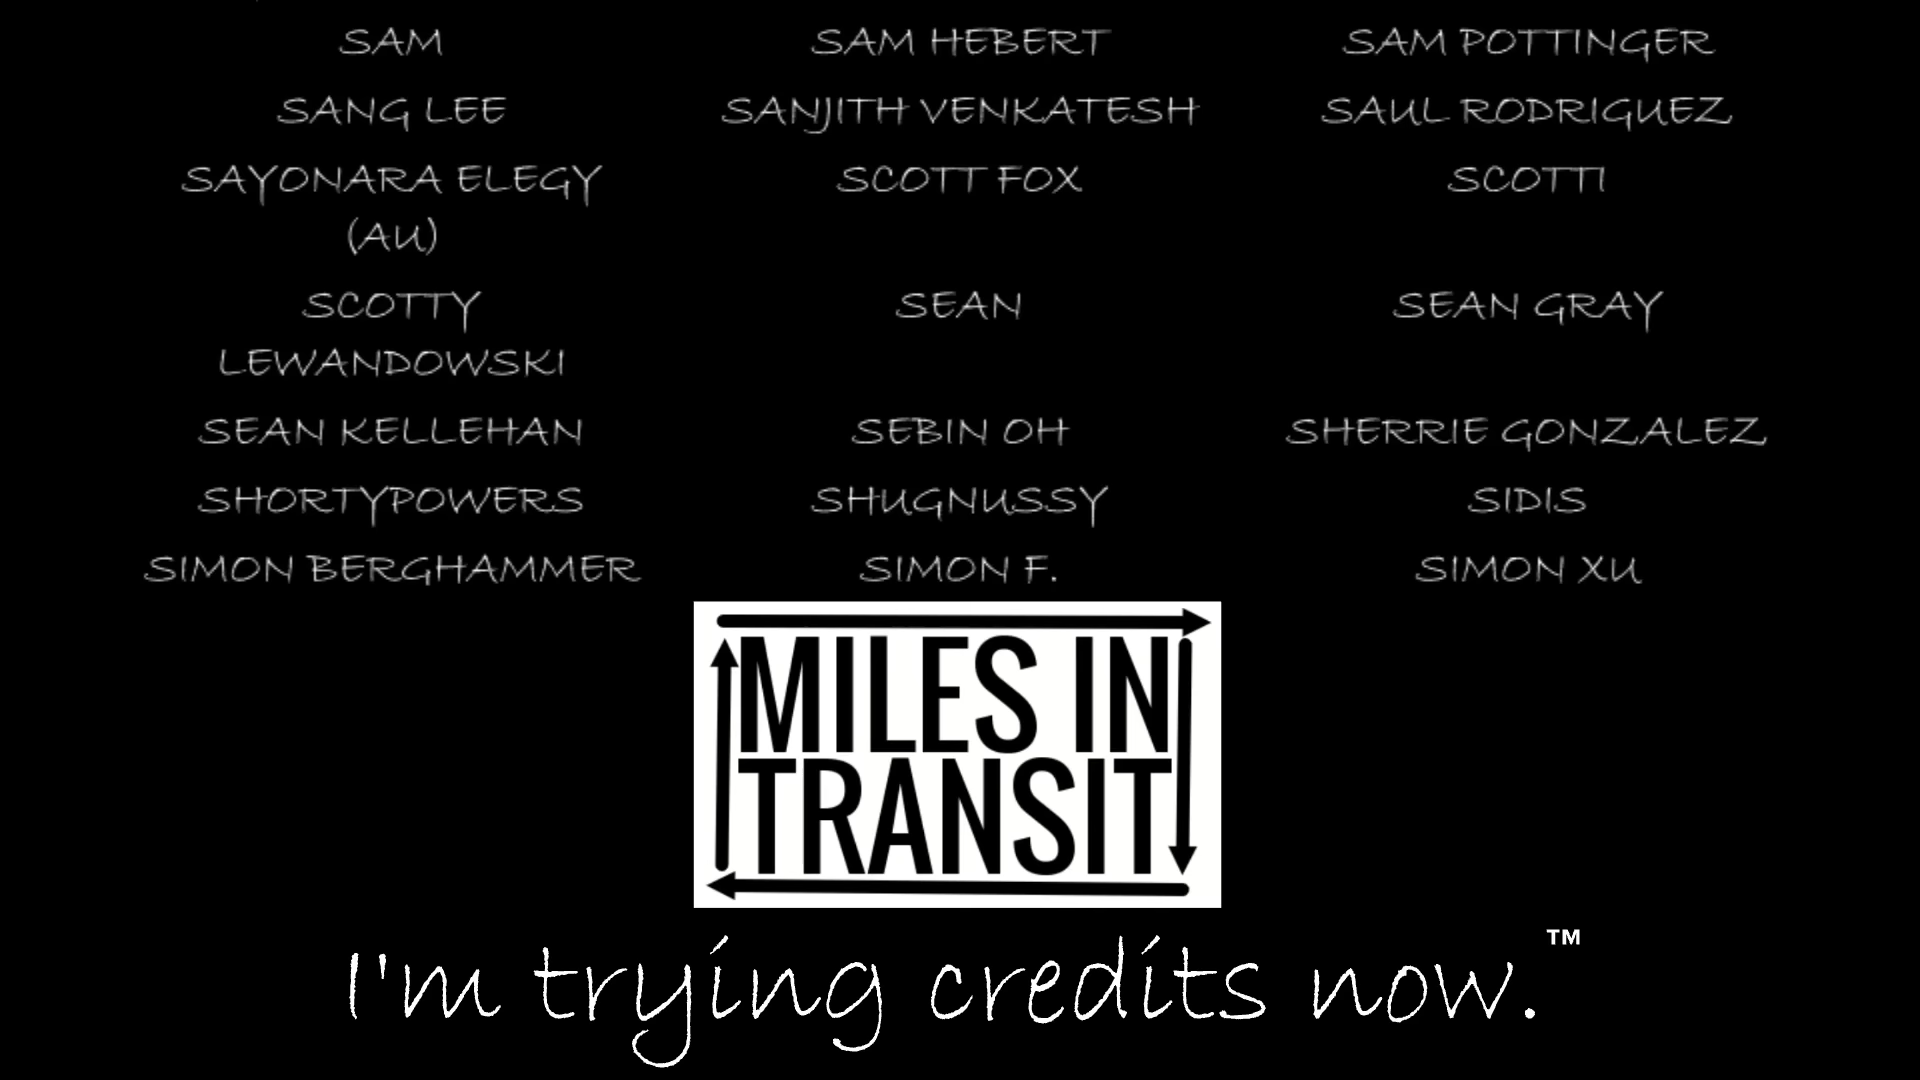 SAM SAM HEBERT SAM POTTINGER
SANG LEE SANJITH VENKATESH SAUL RODRIGUEZ
SAYONARA ELEGY SCOTT FOX SCOTTI
(AU)
SCOTTY SEAN SEAN GRAY
LEWANDOWSKI
SEAN KELLEHAN SEBIN OH SHERRIE GONZALEZ
SHORTYPOWERS SHUGNUSSY SIDIS
SIMON BERGHAMMER SIMON F. SIMON XU
MILES IN
TRANSIT
I'm trying credits now.™